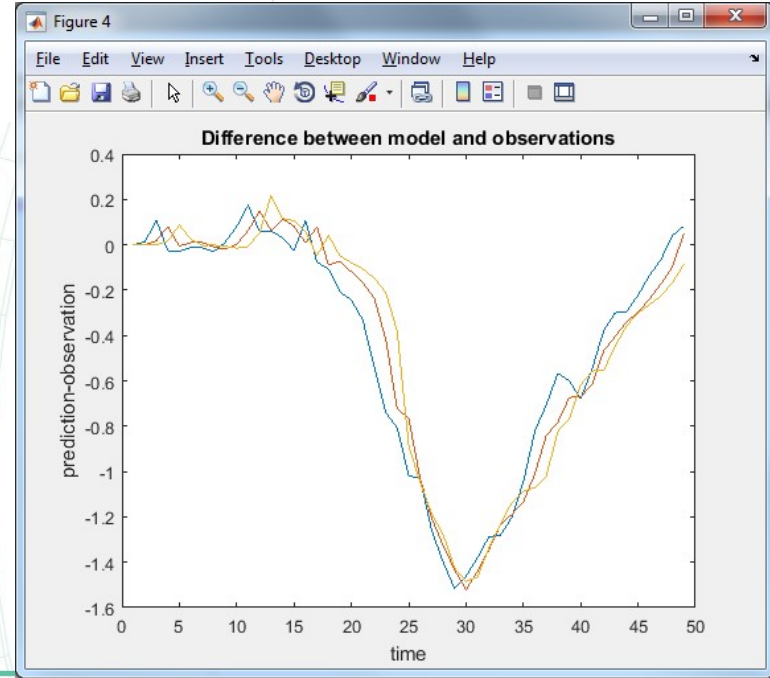 Figure 4
File Edit View Insert Tools Desktop Window Help
Difference between model and observations
0.4
0.2
0
-0.2
-0.4
-0.6
-0.8
-1
-1.2
-1.4
-1.6
prediction-observation
0 5 10 15 20 25 30 35 40 45 50
time